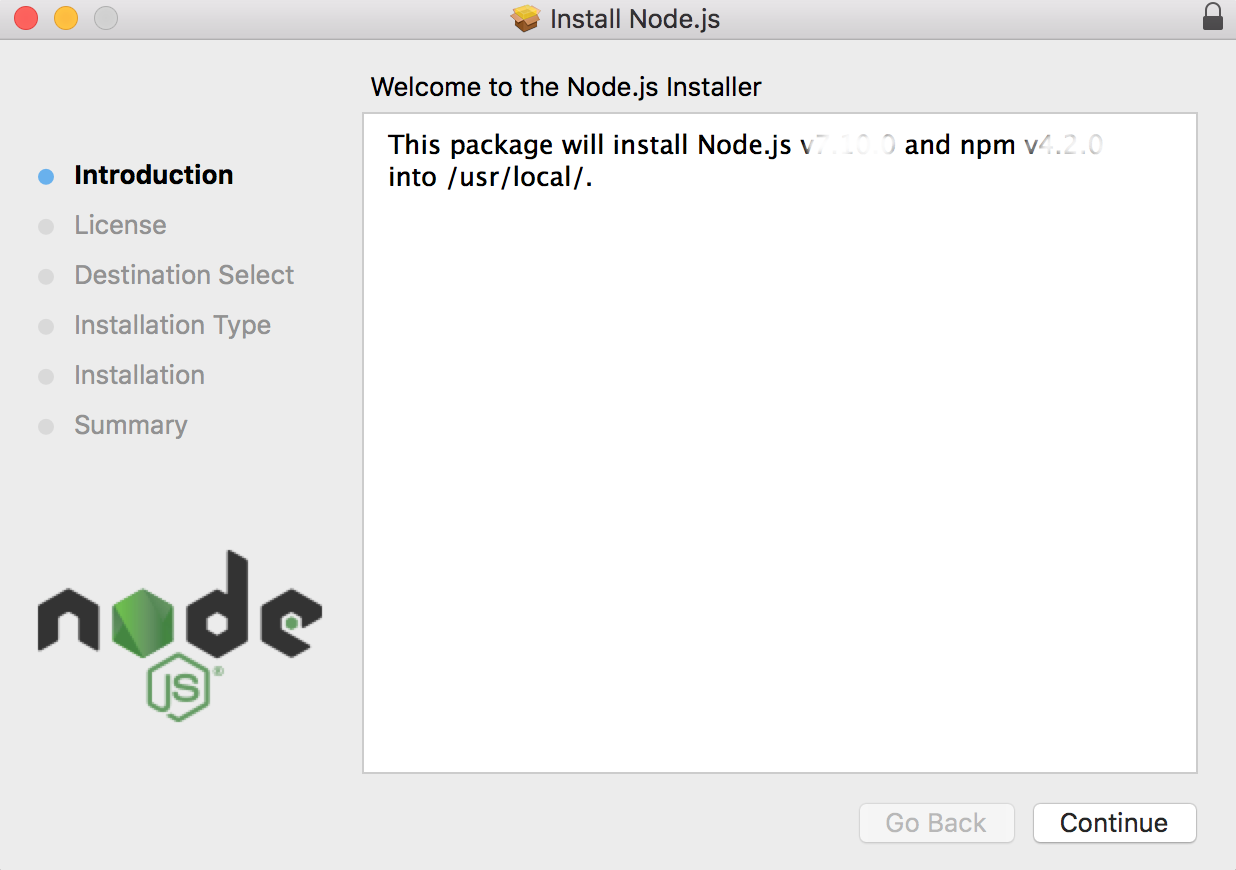 Install Node.js
Welcome to the Node.js Installer
This package will install Node.js v7.10.0 and npm v4.2.0
into /usr/local/.
Introduction
License
Destination Select
Installation Type
Installation
Summary
node
JS®
Go Back
Continue